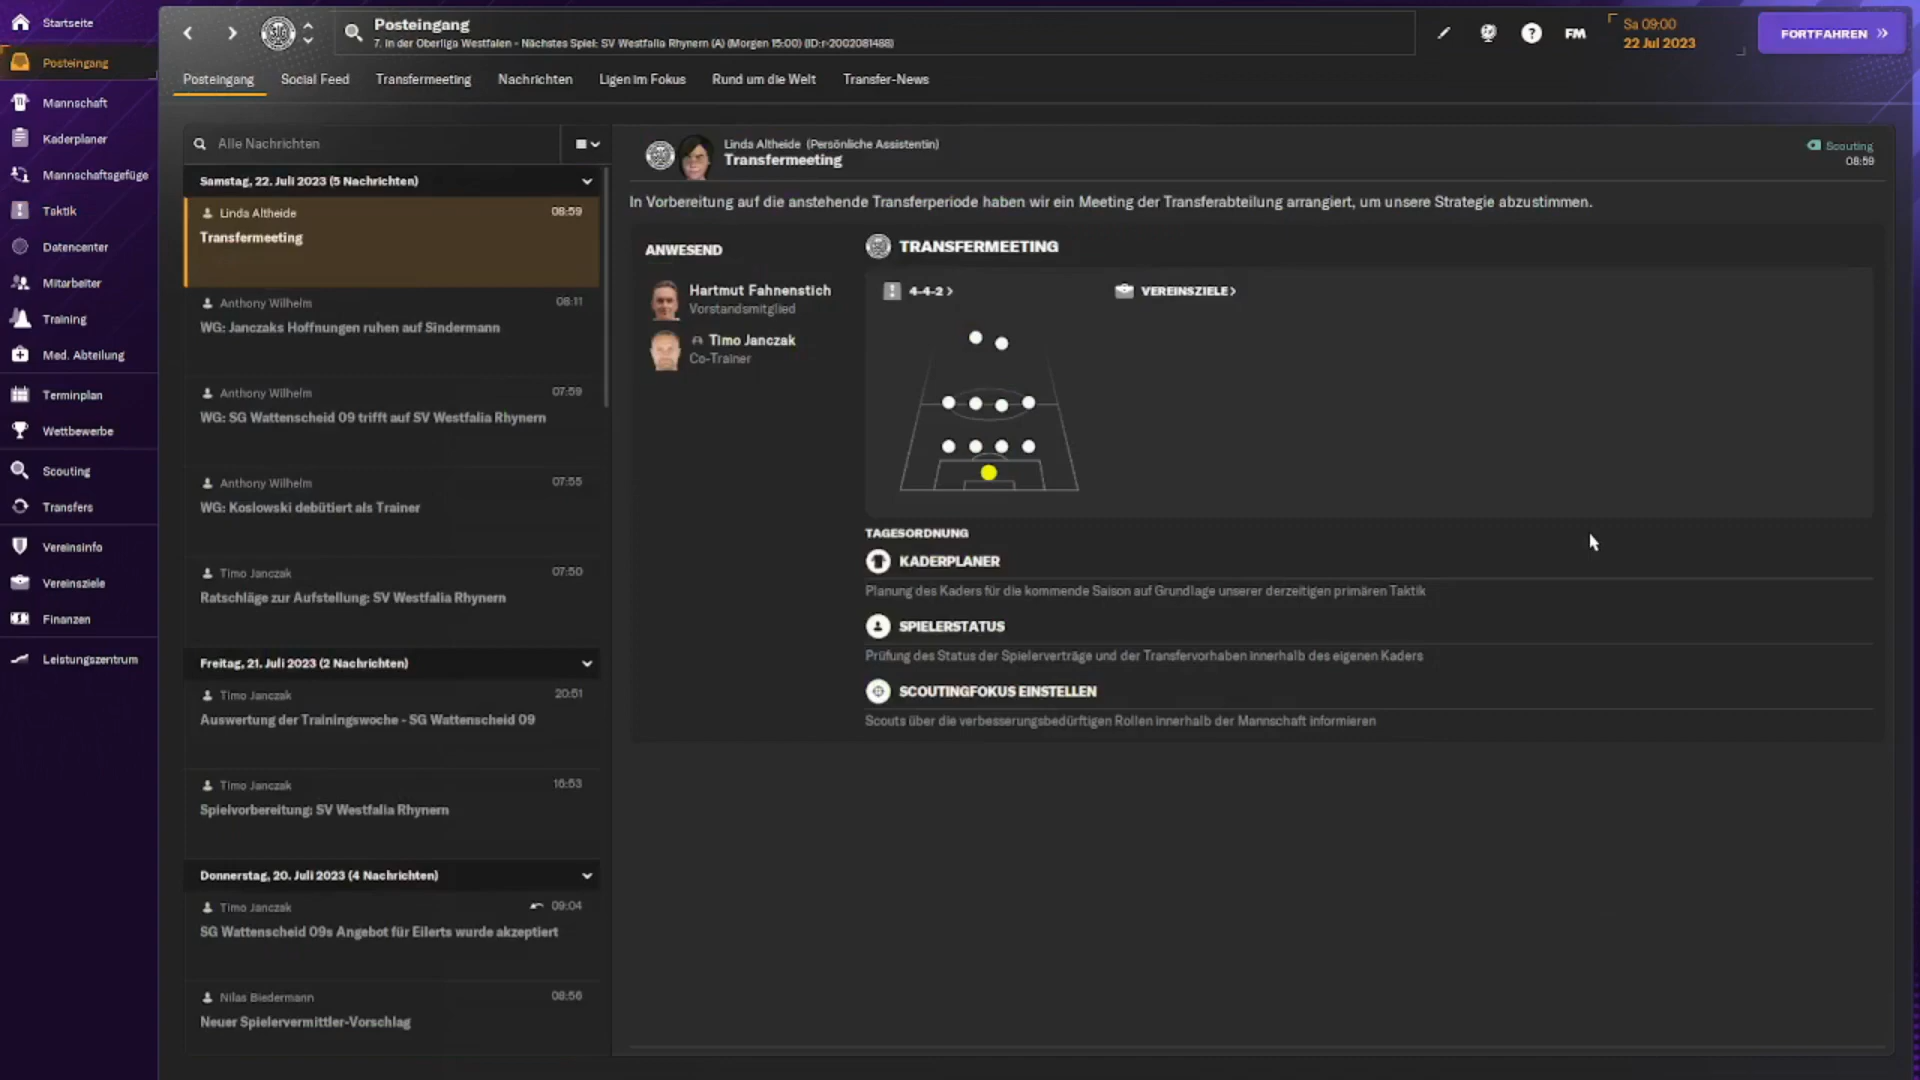 Startseite
Posteingang
Mannschaft
Kaderplaner
Mannschaftsgefüge
Taktik
Datencenter
Mitarbeiter
Training
Med. Abteilung
Terminplan
Wettbewerbe
Scouting
Transfers
Vereinsinfo
Vereinsziele
Finanzen
Leistungszentrum
Posteingang
7. in der Oberliga Westfalen - Nächstes Spiel: SV Westfalia Rhynern (A) (Morgen 15:00) (ID:r-2002081488)
FM
Sa 09:00
22 Jul 2023
FORTFAHREN
Posteingang
Social Feed
Transfermeeting
Nachrichten
Ligen im Fokus
Rund um die Welt
Transfer-News
Alle Nachrichten
Samstag, 22. Juli 2023 (5 Nachrichten)
Linda Altheide 08:59
Transfermeeting
Anthony Wilhelm 08:11
WG: Janczaks Hoffnungen ruhen auf Sindermann
Anthony Wilhelm 07:59
WG: SG Wattenscheid 09 trifft auf SV Westfalia Rhynern
Anthony Wilhelm 07:55
WG: Koslowski debütiert als Trainer
Timo Janczak 07:50
Ratschläge zur Aufstellung: SV Westfalia Rhynern
Freitag, 21. Juli 2023 (2 Nachrichten)
Timo Janczak 20:51
Auswertung der Trainingswoche - SG Wattenscheid 09
Timo Janczak 16:53
Spielvorbereitung: SV Westfalia Rhynern
Donnerstag, 20. Juli 2023 (4 Nachrichten)
Timo Janczak 09:04
SG Wattenscheid 09s Angebot für Eilerts wurde akzeptiert
Nilas Biedermann 08:56
Neuer Spielervermittler-Vorschlag
Linda Altheide (Persönliche Assistentin)
Transfermeeting
Scouting
08:59
In Vorbereitung auf die anstehende Transferperiode haben wir ein Meeting der Transferabteilung arrangiert, um unsere Strategie abzustimmen.
ANWESEND
Hartmut Fahnenstich
Vorstandsmitglied
Timo Janczak
Co-Trainer
TRANSFERMEETING
4-4-2 >
VEREINSZIELE>
TAGESORDNUNG
KADERPLANER
Planung des Kaders für die kommende Saison auf Grundlage unserer derzeitigen primären Taktik
SPIELERSTATUS
Prüfung des Status der Spielerverträge und der Transfervorhaben innerhalb des eigenen Kaders
SCOUTINGFOKUS EINSTELLEN
Scouts über die verbesserungsbedürftigen Rollen innerhalb der Mannschaft informieren